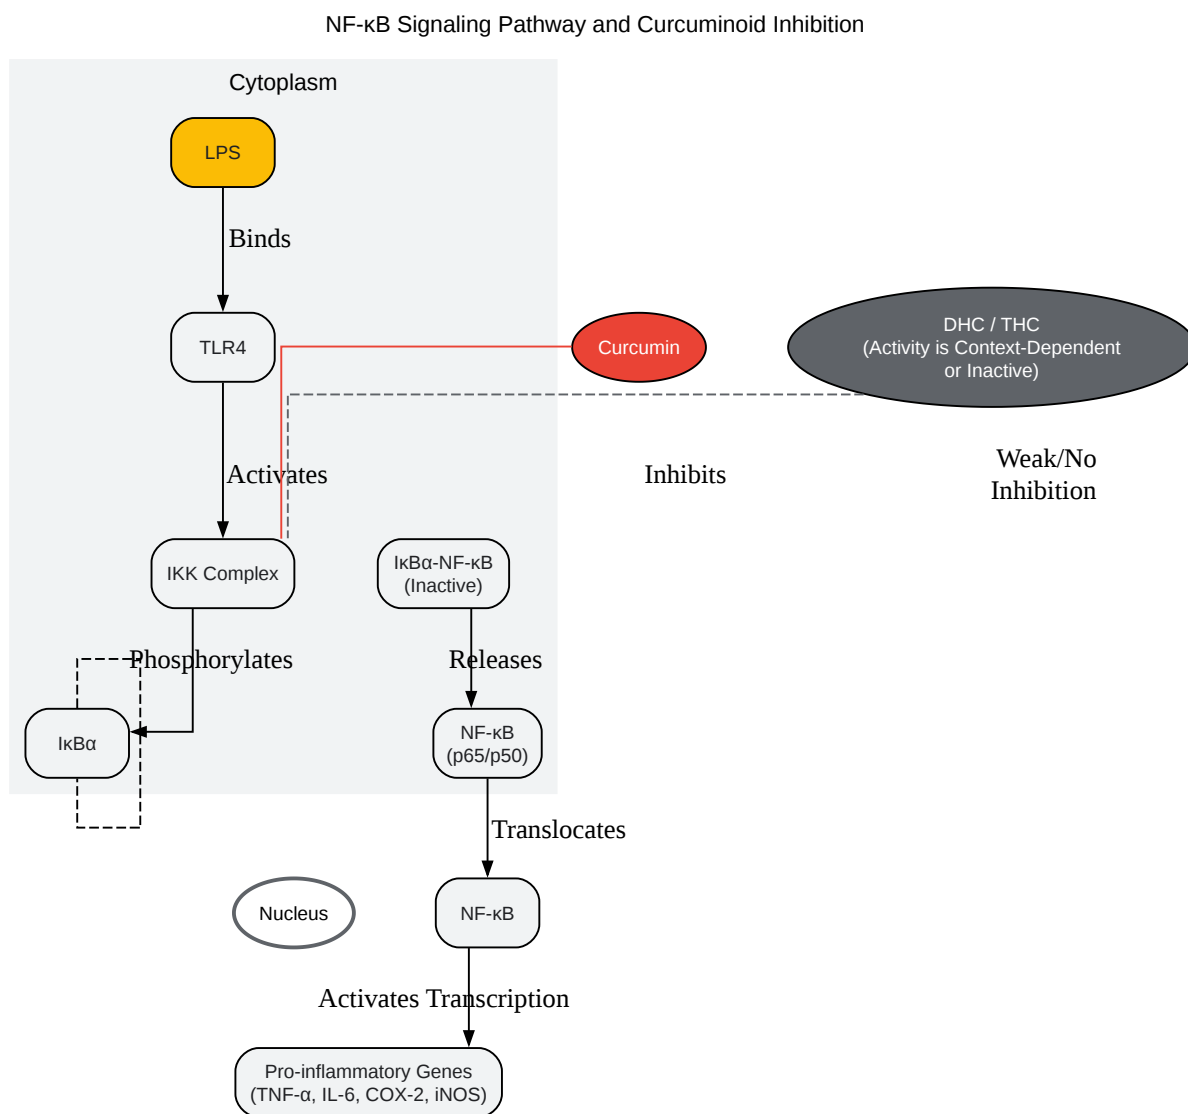 NF-κB Signaling Pathway and Curcuminoid Inhibition
Cytoplasm
LPS
Binds
TLR4
Curcumin
DHC / THC
(Activity is Context-Dependent
or Inactive)
Activates
Inhibits
Weak/No
Inhibition
IKK Complex
IκBα-NF-κB
(Inactive)
Phosphorylates
Releases
IκBα
NF-κB
(p65/p50)
Translocates
Nucleus
NF-κB
Activates Transcription
Pro-inflammatory Genes
(TNF-α, IL-6, COX-2, iNOS)